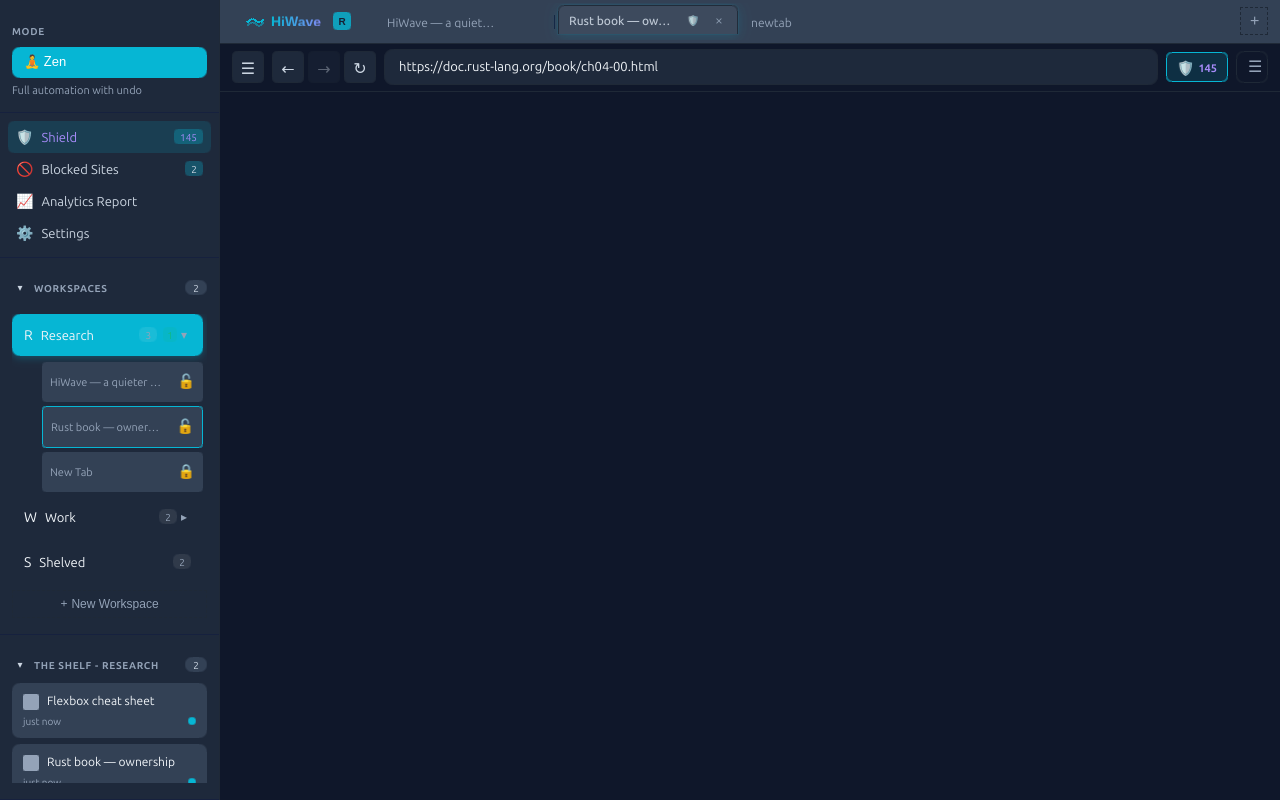 MODE
🧘 Zen
Full automation with undo
Shield 145
Blocked Sites 2
Analytics Report
Settings
WORKSPACES 2
R Research
HiWave — a quieter …
Rust book — owner…
New Tab
W Work 2
S Shelved 2
+ New Workspace
THE SHELF - RESEARCH 2
Flexbox cheat sheet
just now
Rust book — ownership
just now
HiWave R
HiWave — a quiet…
Rust book — ow… ×
newtab
+
https://doc.rust-lang.org/book/ch04-00.html
145